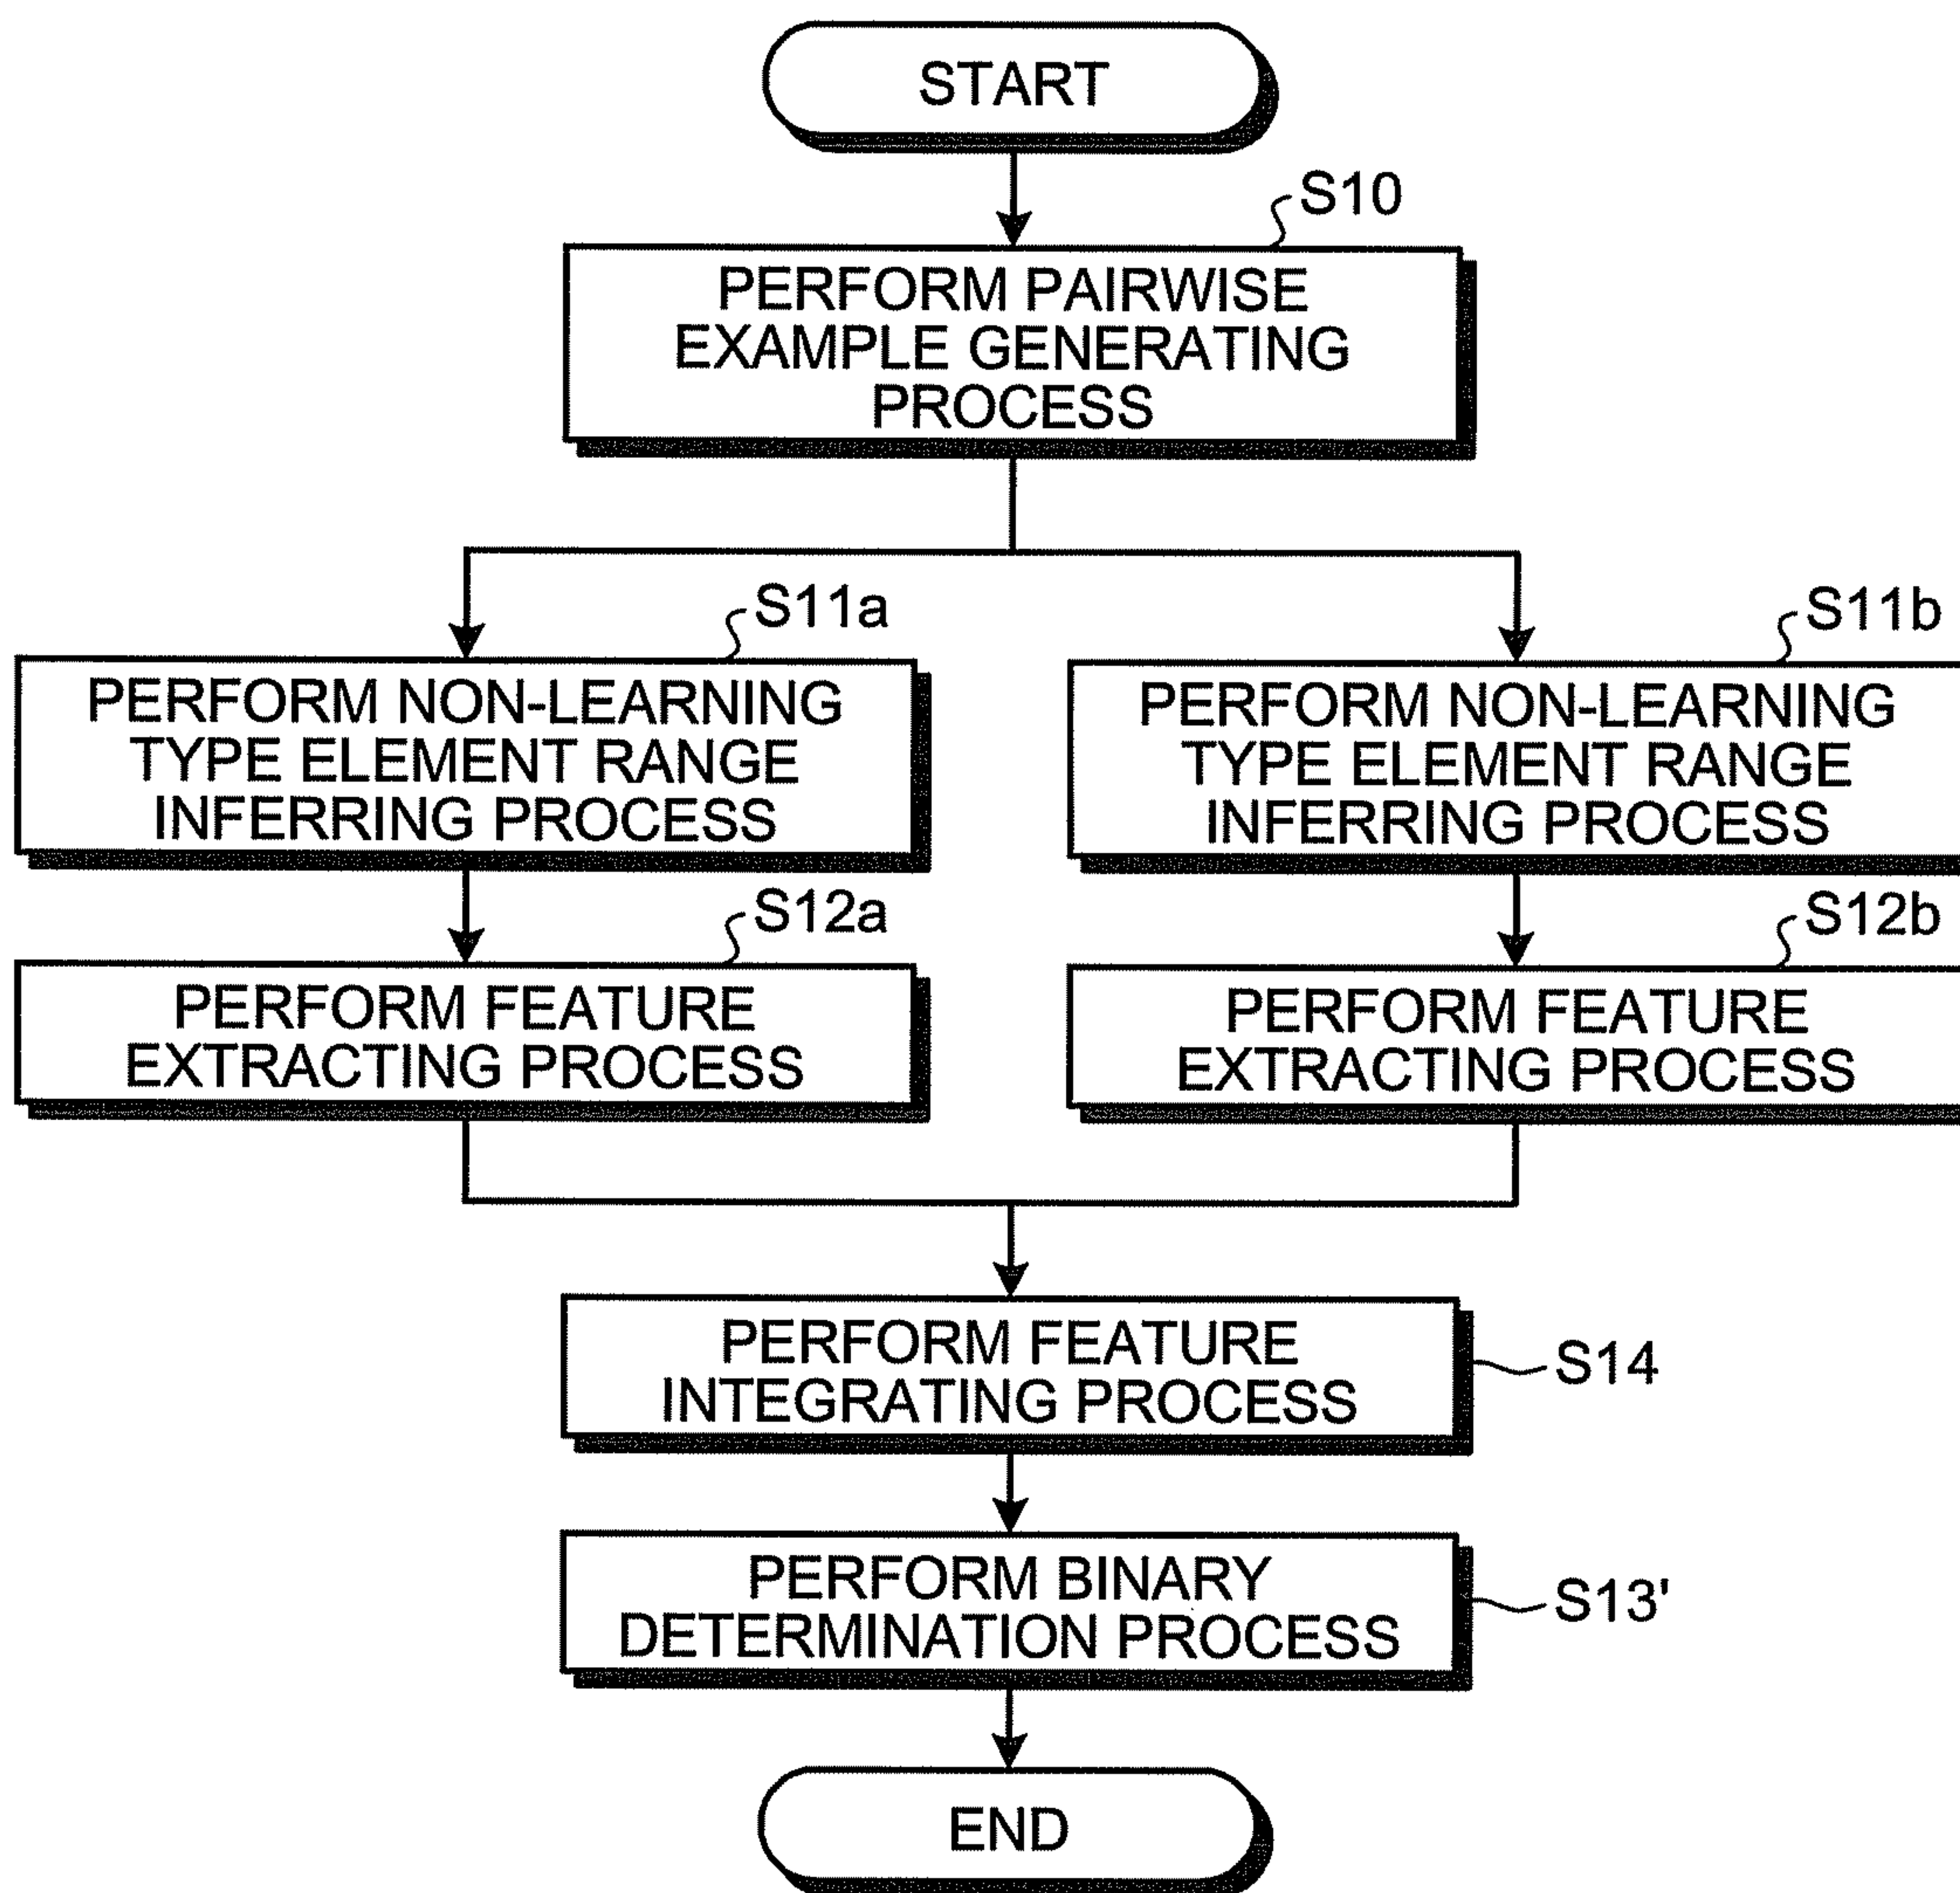 START
S10
PERFORM PAIRWISE
EXAMPLE GENERATING
PROCESS
S11a
PERFORM NON-LEARNING
TYPE ELEMENT RANGE
INFERRING PROCESS
S11b
PERFORM NON-LEARNING
TYPE ELEMENT RANGE
INFERRING PROCESS
S12a
PERFORM FEATURE
EXTRACTING PROCESS
S12b
PERFORM FEATURE
EXTRACTING PROCESS
PERFORM FEATURE
INTEGRATING PROCESS
S14
PERFORM BINARY
DETERMINATION PROCESS
S13'
END